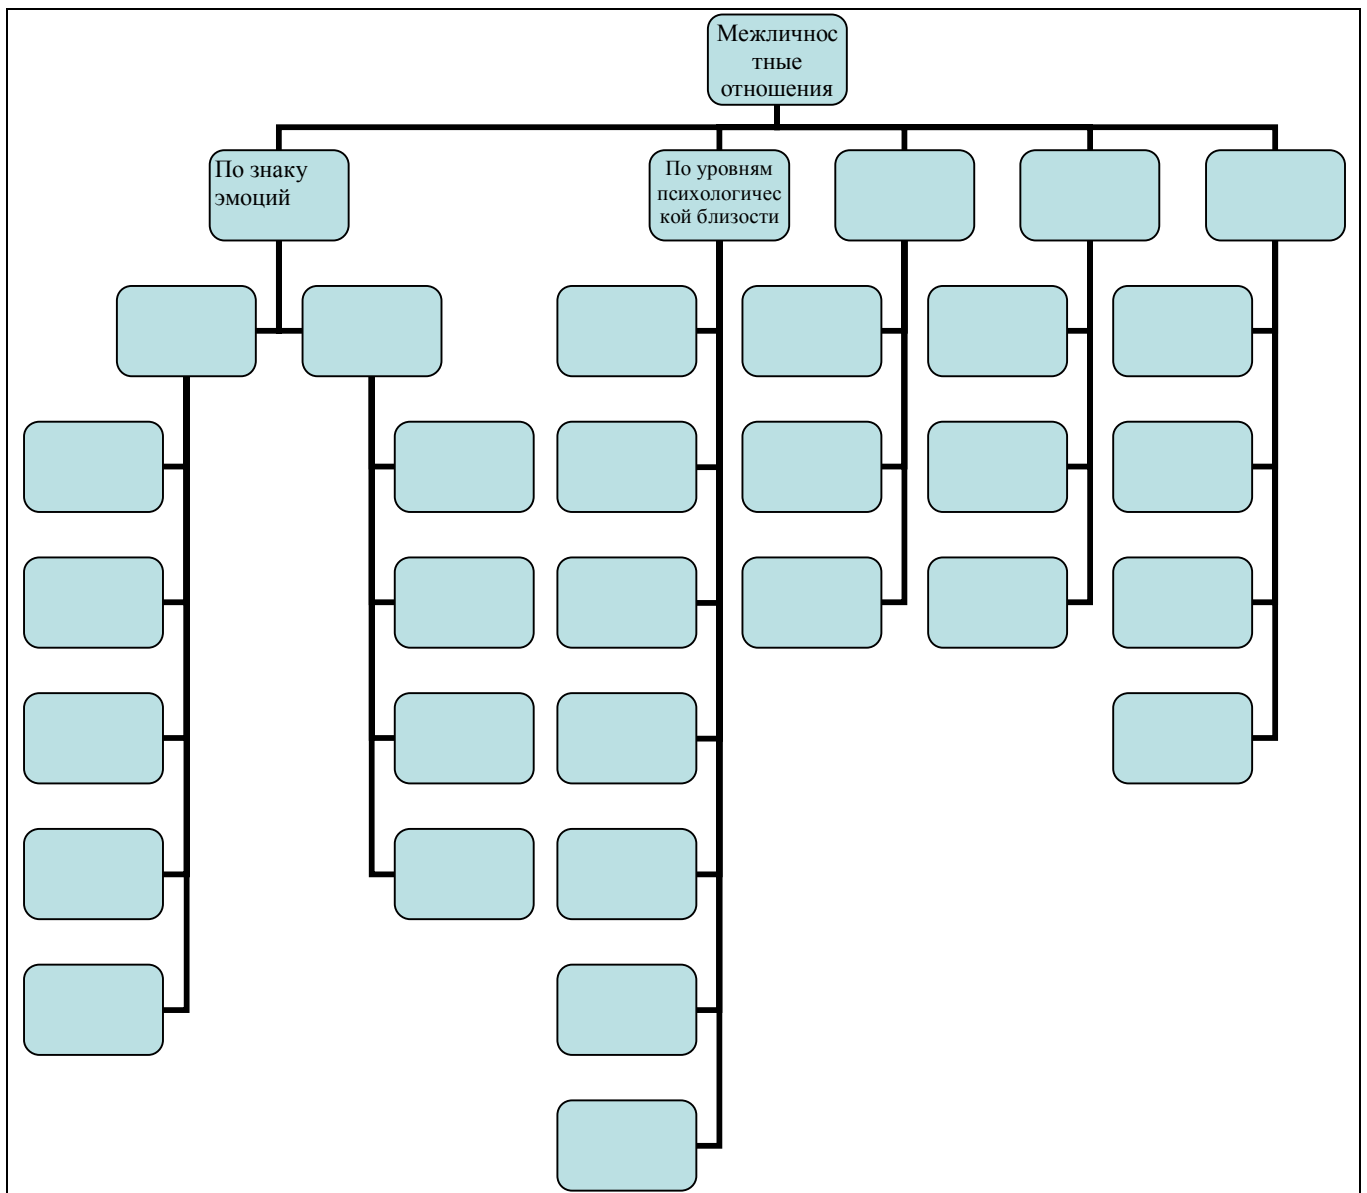 Межличнос
тные
отношения
По знаку
эмоций
По уровням
психологичес
кой близости